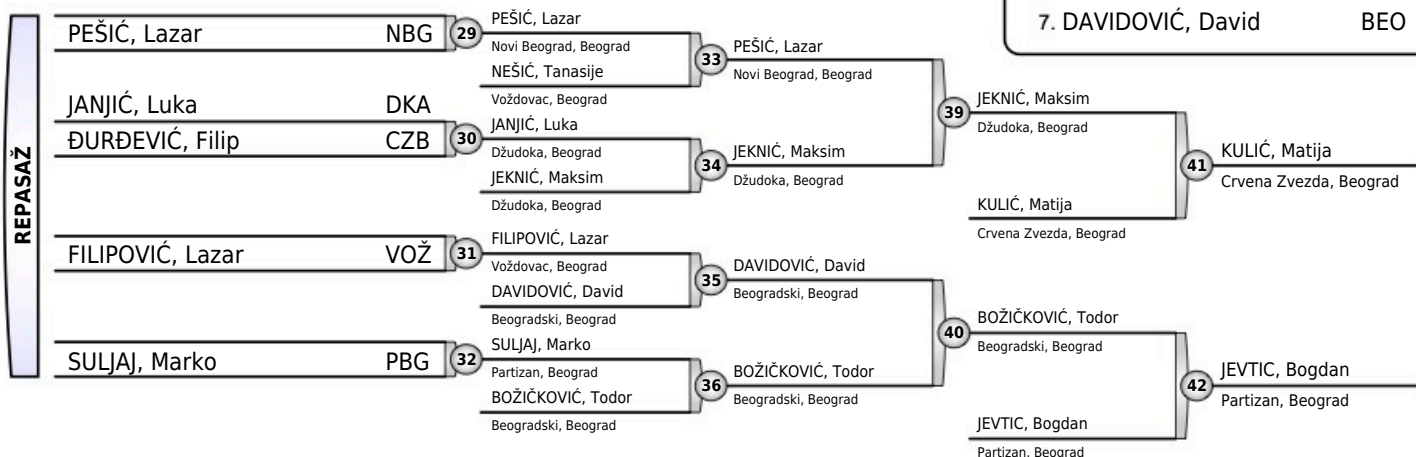 7. DAVIDOVIĆ, David BEO
REPASAŽ
PEŠIĆ, Lazar NBG
JANJIĆ, Luka DKA
ĐURĐEVIĆ, Filip CZB
FILIPOVIĆ, Lazar VOŽ
SULJAJ, Marko PBG
29
30
31
32
PEŠIĆ, Lazar
Novi Beograd, Beograd
NEŠIĆ, Tanasije
Voždovac, Beograd
JANJIĆ, Luka
Džudoka, Beograd
JEKNIĆ, Maksim
Džudoka, Beograd
FILIPOVIĆ, Lazar
Voždovac, Beograd
DAVIDOVIĆ, David
Beogradski, Beograd
SULJAJ, Marko
Partizan, Beograd
BOŽIČKOVIĆ, Todor
Beogradski, Beograd
33
34
35
36
PEŠIĆ, Lazar
Novi Beograd, Beograd
JEKNIĆ, Maksim
Džudoka, Beograd
DAVIDOVIĆ, David
Beogradski, Beograd
BOŽIČKOVIĆ, Todor
Beogradski, Beograd
39
40
JEKNIĆ, Maksim
Džudoka, Beograd
KULIĆ, Matija
Crvena Zvezda, Beograd
BOŽIČKOVIĆ, Todor
Beogradski, Beograd
JEVTIC, Bogdan
Partizan, Beograd
41
42
KULIĆ, Matija
Crvena Zvezda, Beograd
JEVTIC, Bogdan
Partizan, Beograd